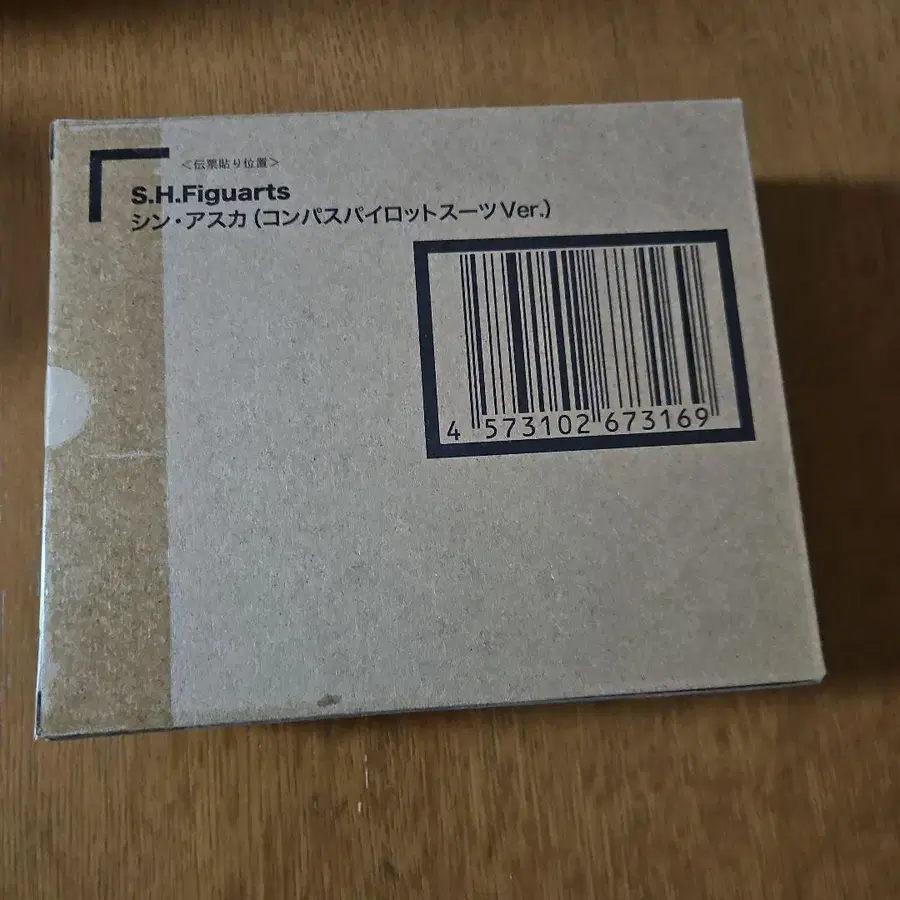 ＜伝票貼り位置＞
S.H.Figuarts
シン・アスカ (コンパスパイロットスーツVer.)
4 573102 673169